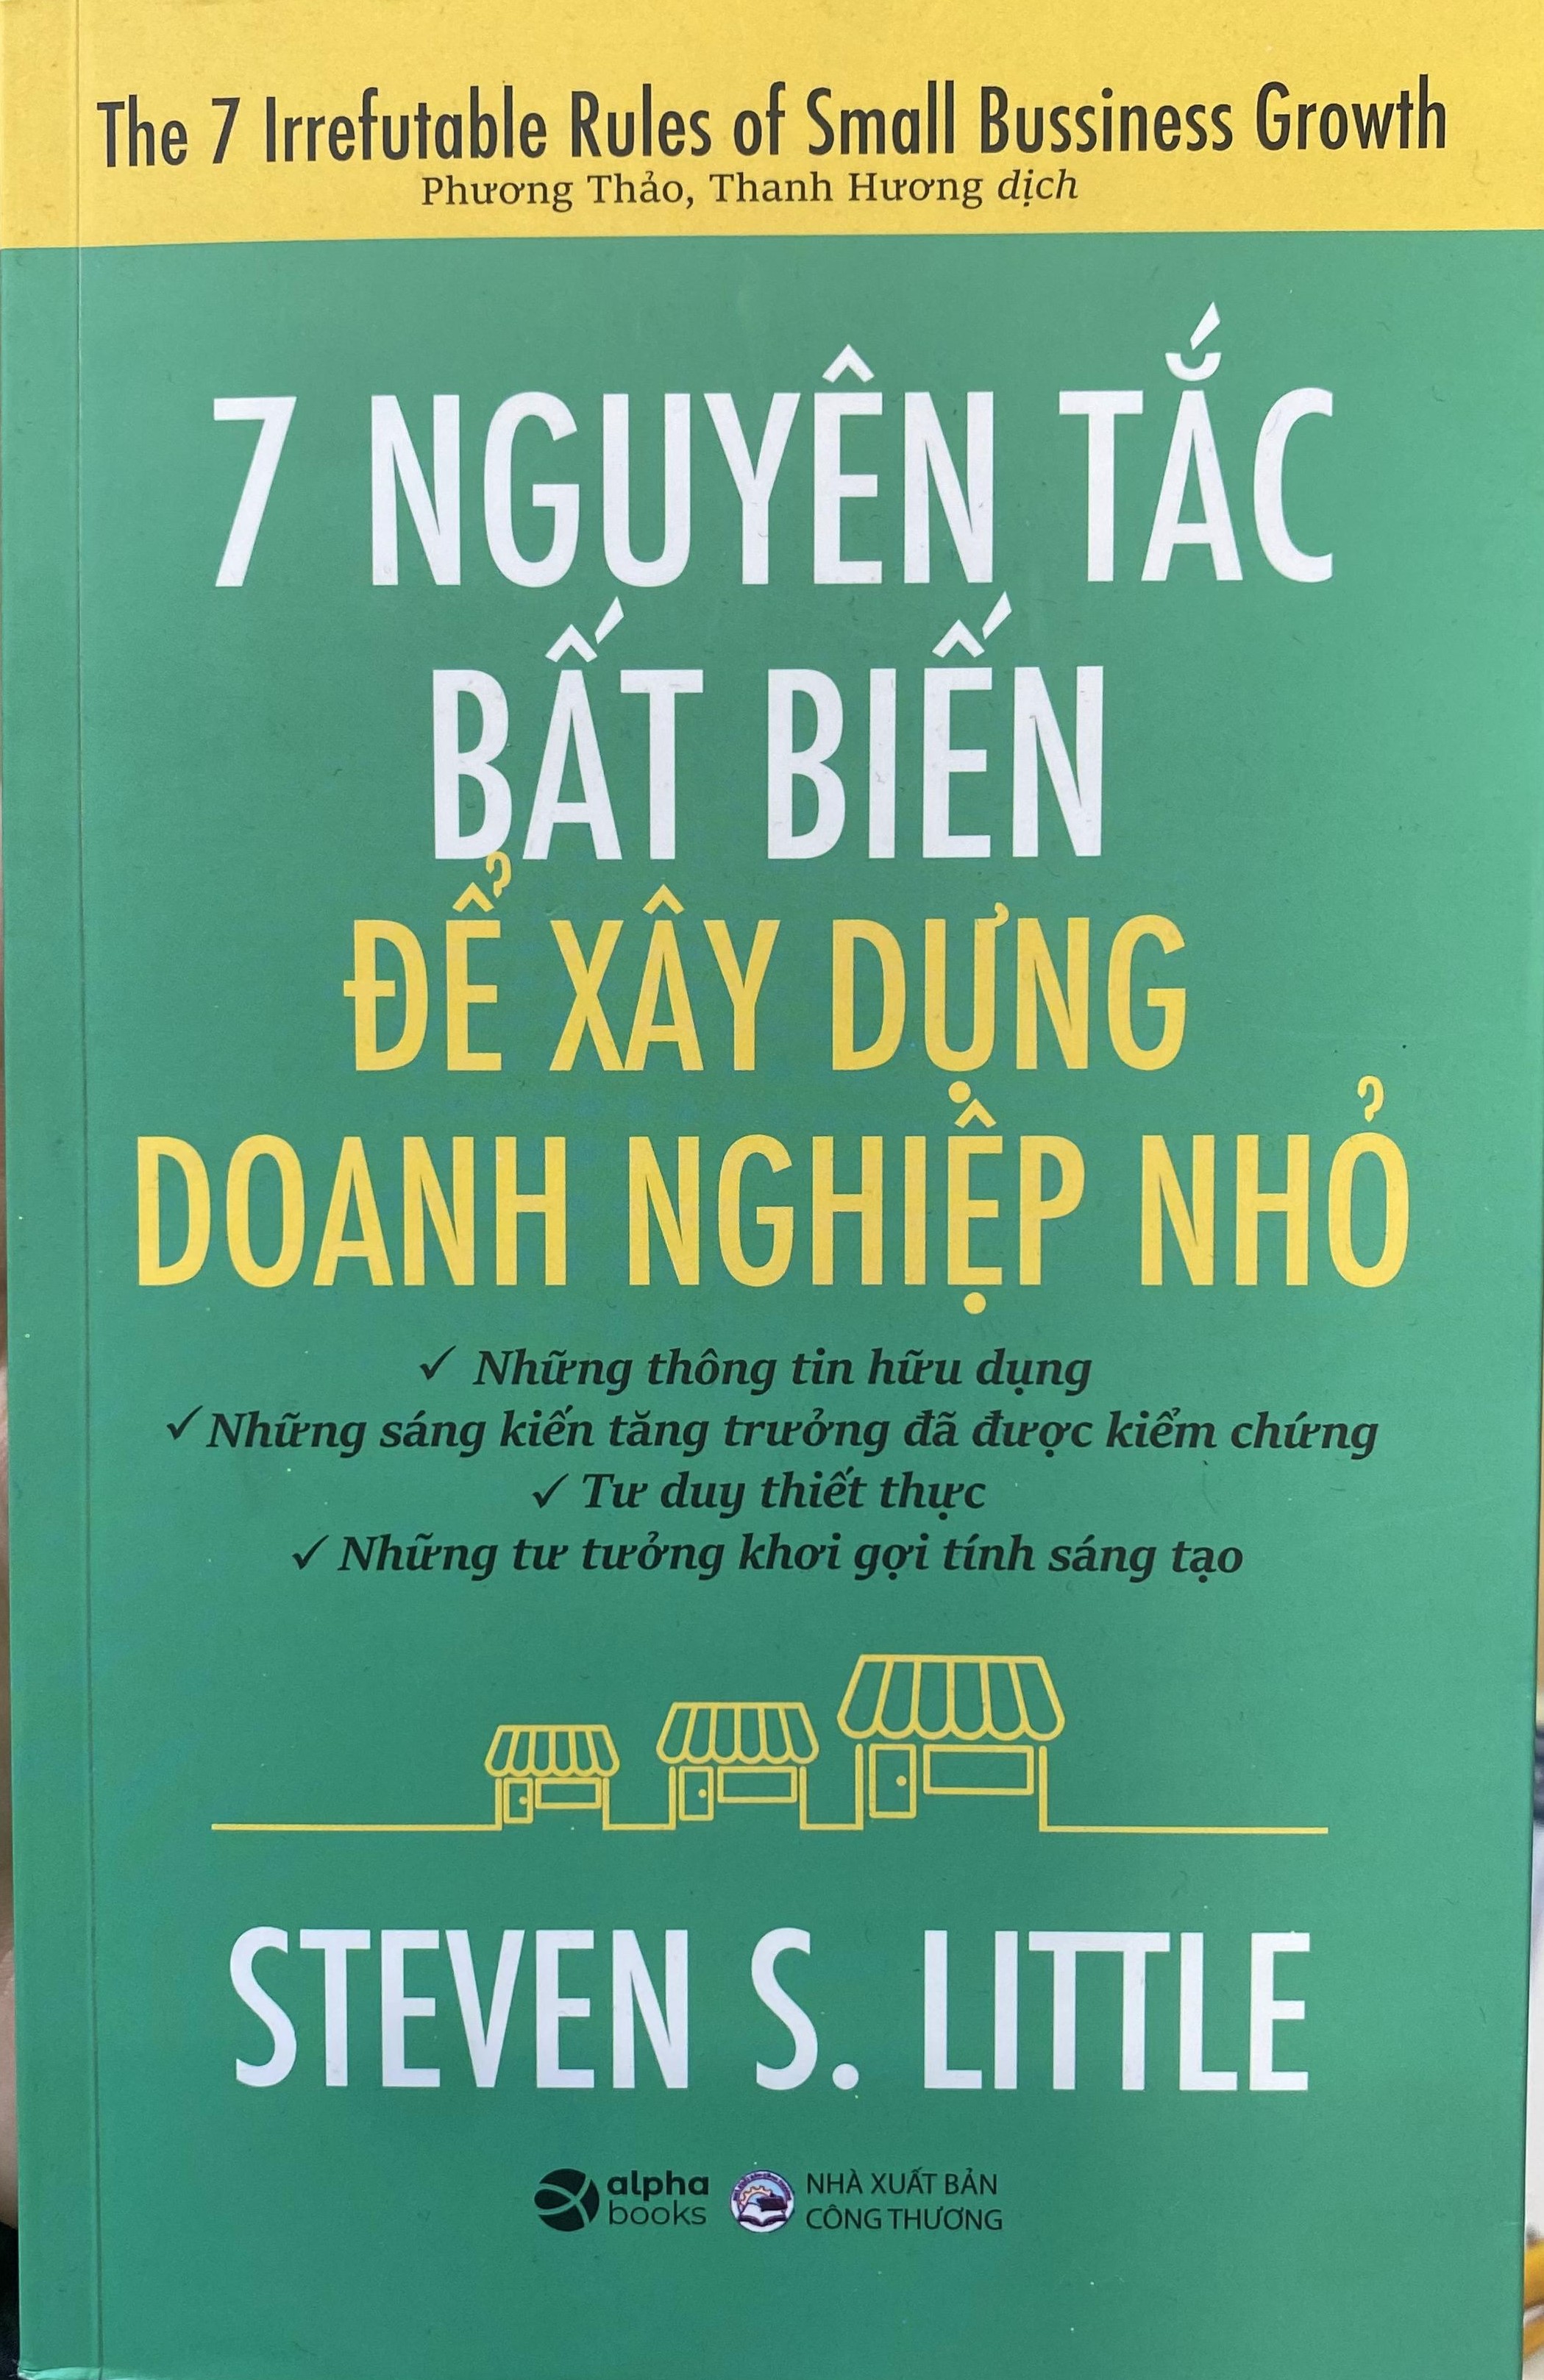 The 7 Irrefutable Rules of Small Bussiness Growth
Phương Thảo, Thanh Hương dịch
7 NGUYÊN TẮC
BẤT BIẾN
ĐỂ XÂY DỰNG
DOANH NGHIỆP NHỎ
✓ Những thông tin hữu dụng
✓ Những sáng kiến tăng trưởng đã được kiểm chứng
✓ Tư duy thiết thực
✓ Những tư tưởng khơi gợi tính sáng tạo
STEVEN S. LITTLE
alpha
books
NHÀ XUẤT BẢN
CÔNG THƯƠNG